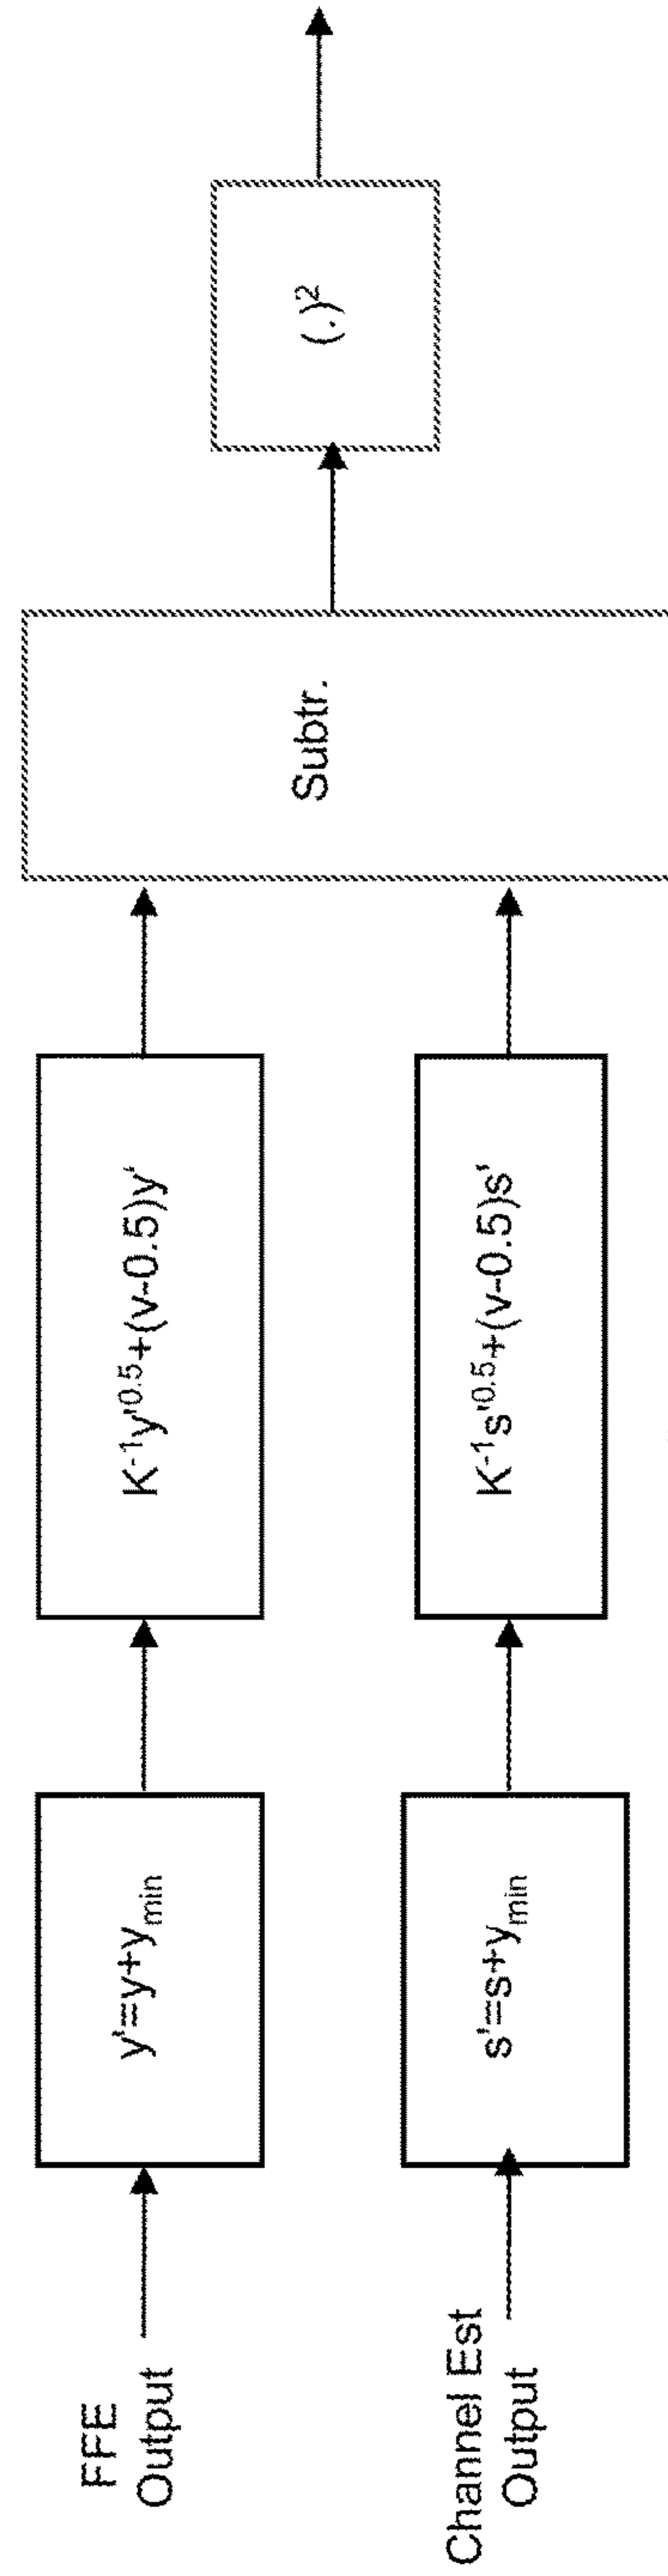 FFE
Output
y'=y+y_min
K⁻¹y'⁰·⁵+(v-0.5)y'
Channel Est
Output
s'=s+y_min
K⁻¹s'⁰·⁵+(v-0.5)s'
Subtr.
(.)²